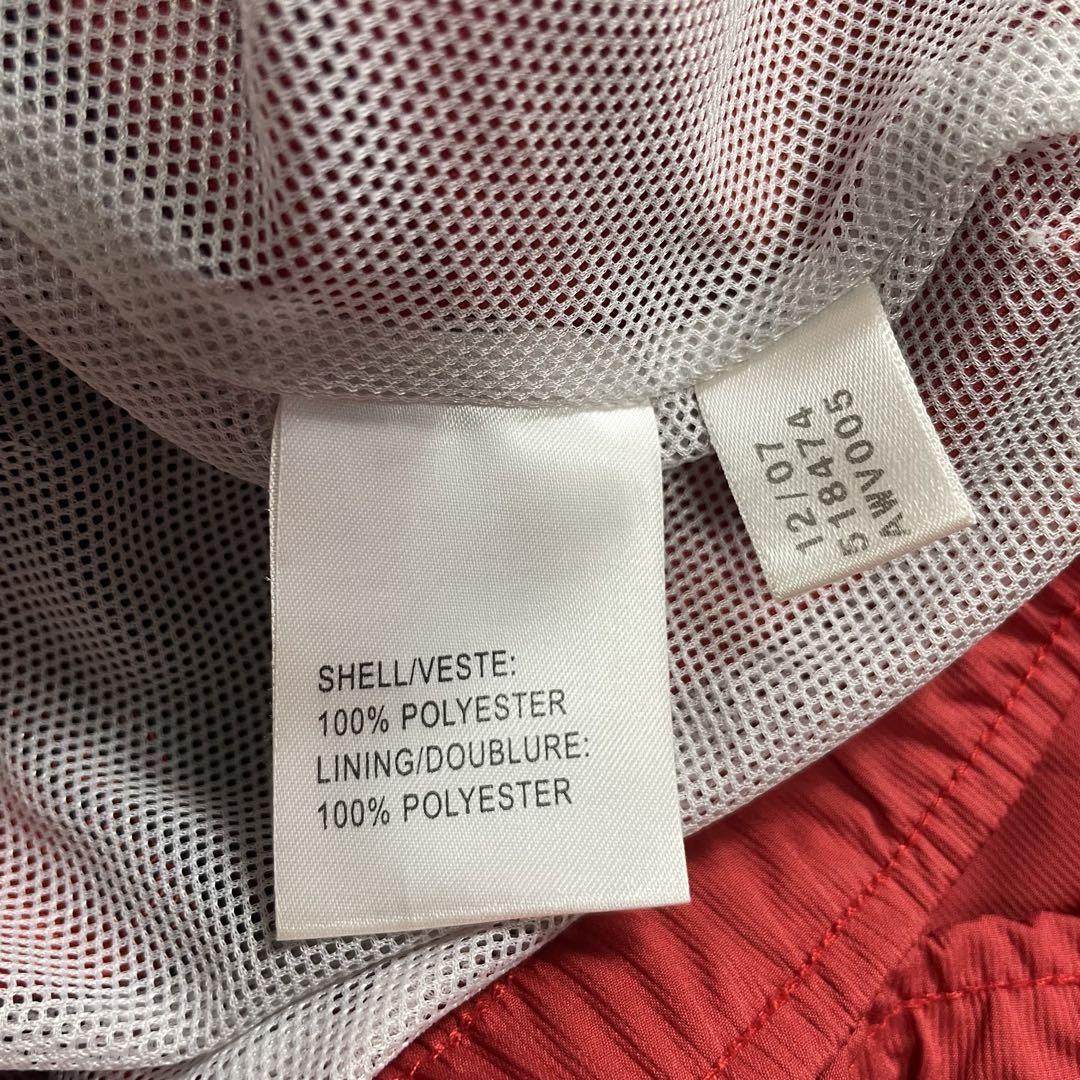 SHELL/VESTE:
100% POLYESTER
LINING/DOUBLURE:
100% POLYESTER
12/07
518474
AWV005